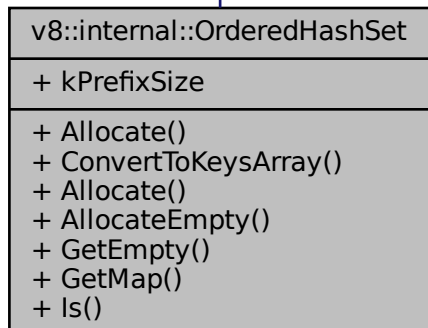 v8::internal::OrderedHashSet
+ kPrefixSize
+ Allocate()
+ ConvertToKeysArray()
+ Allocate()
+ AllocateEmpty()
+ GetEmpty()
+ GetMap()
+ Is()